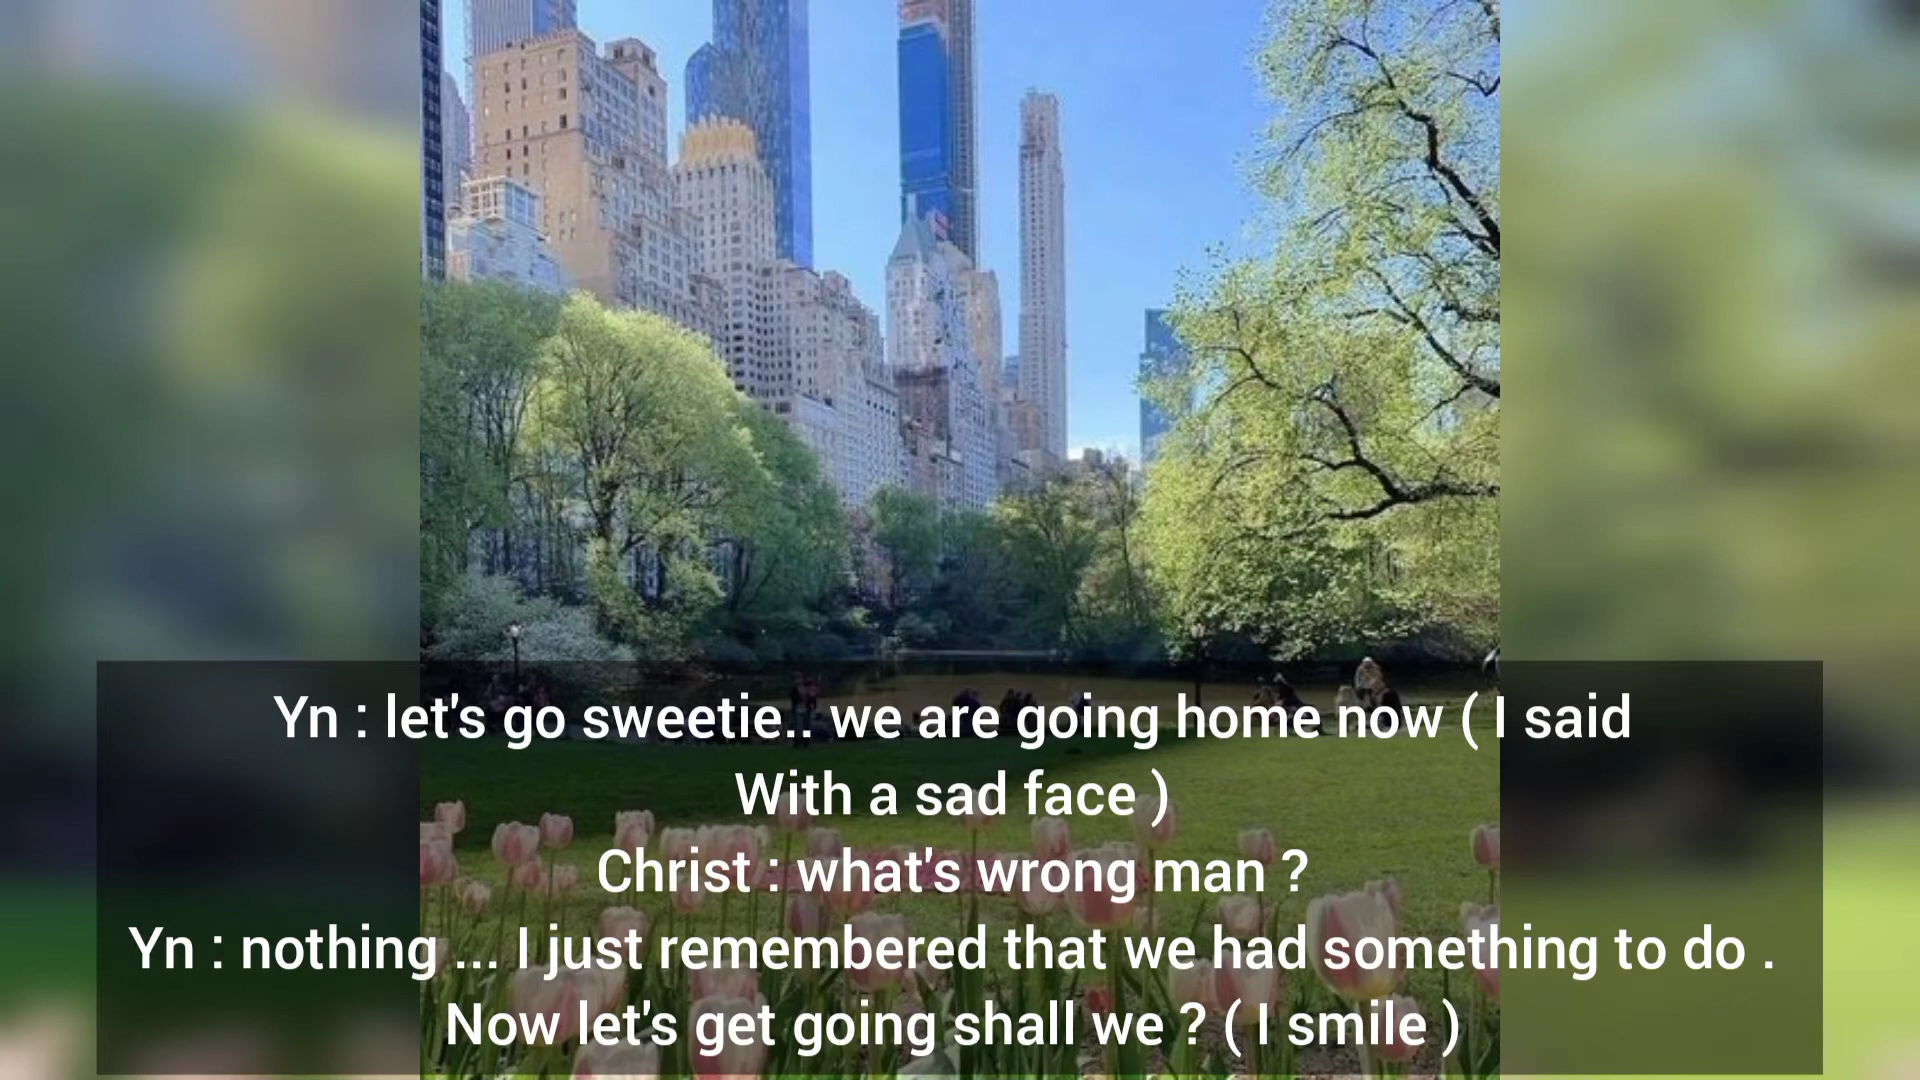 Yn : let's go sweetie.. we are going home now ( I said
With a sad face )
Christ : what's wrong man ?
Yn : nothing ... I just remembered that we had something to do .
Now let's get going shall we ? ( I smile )